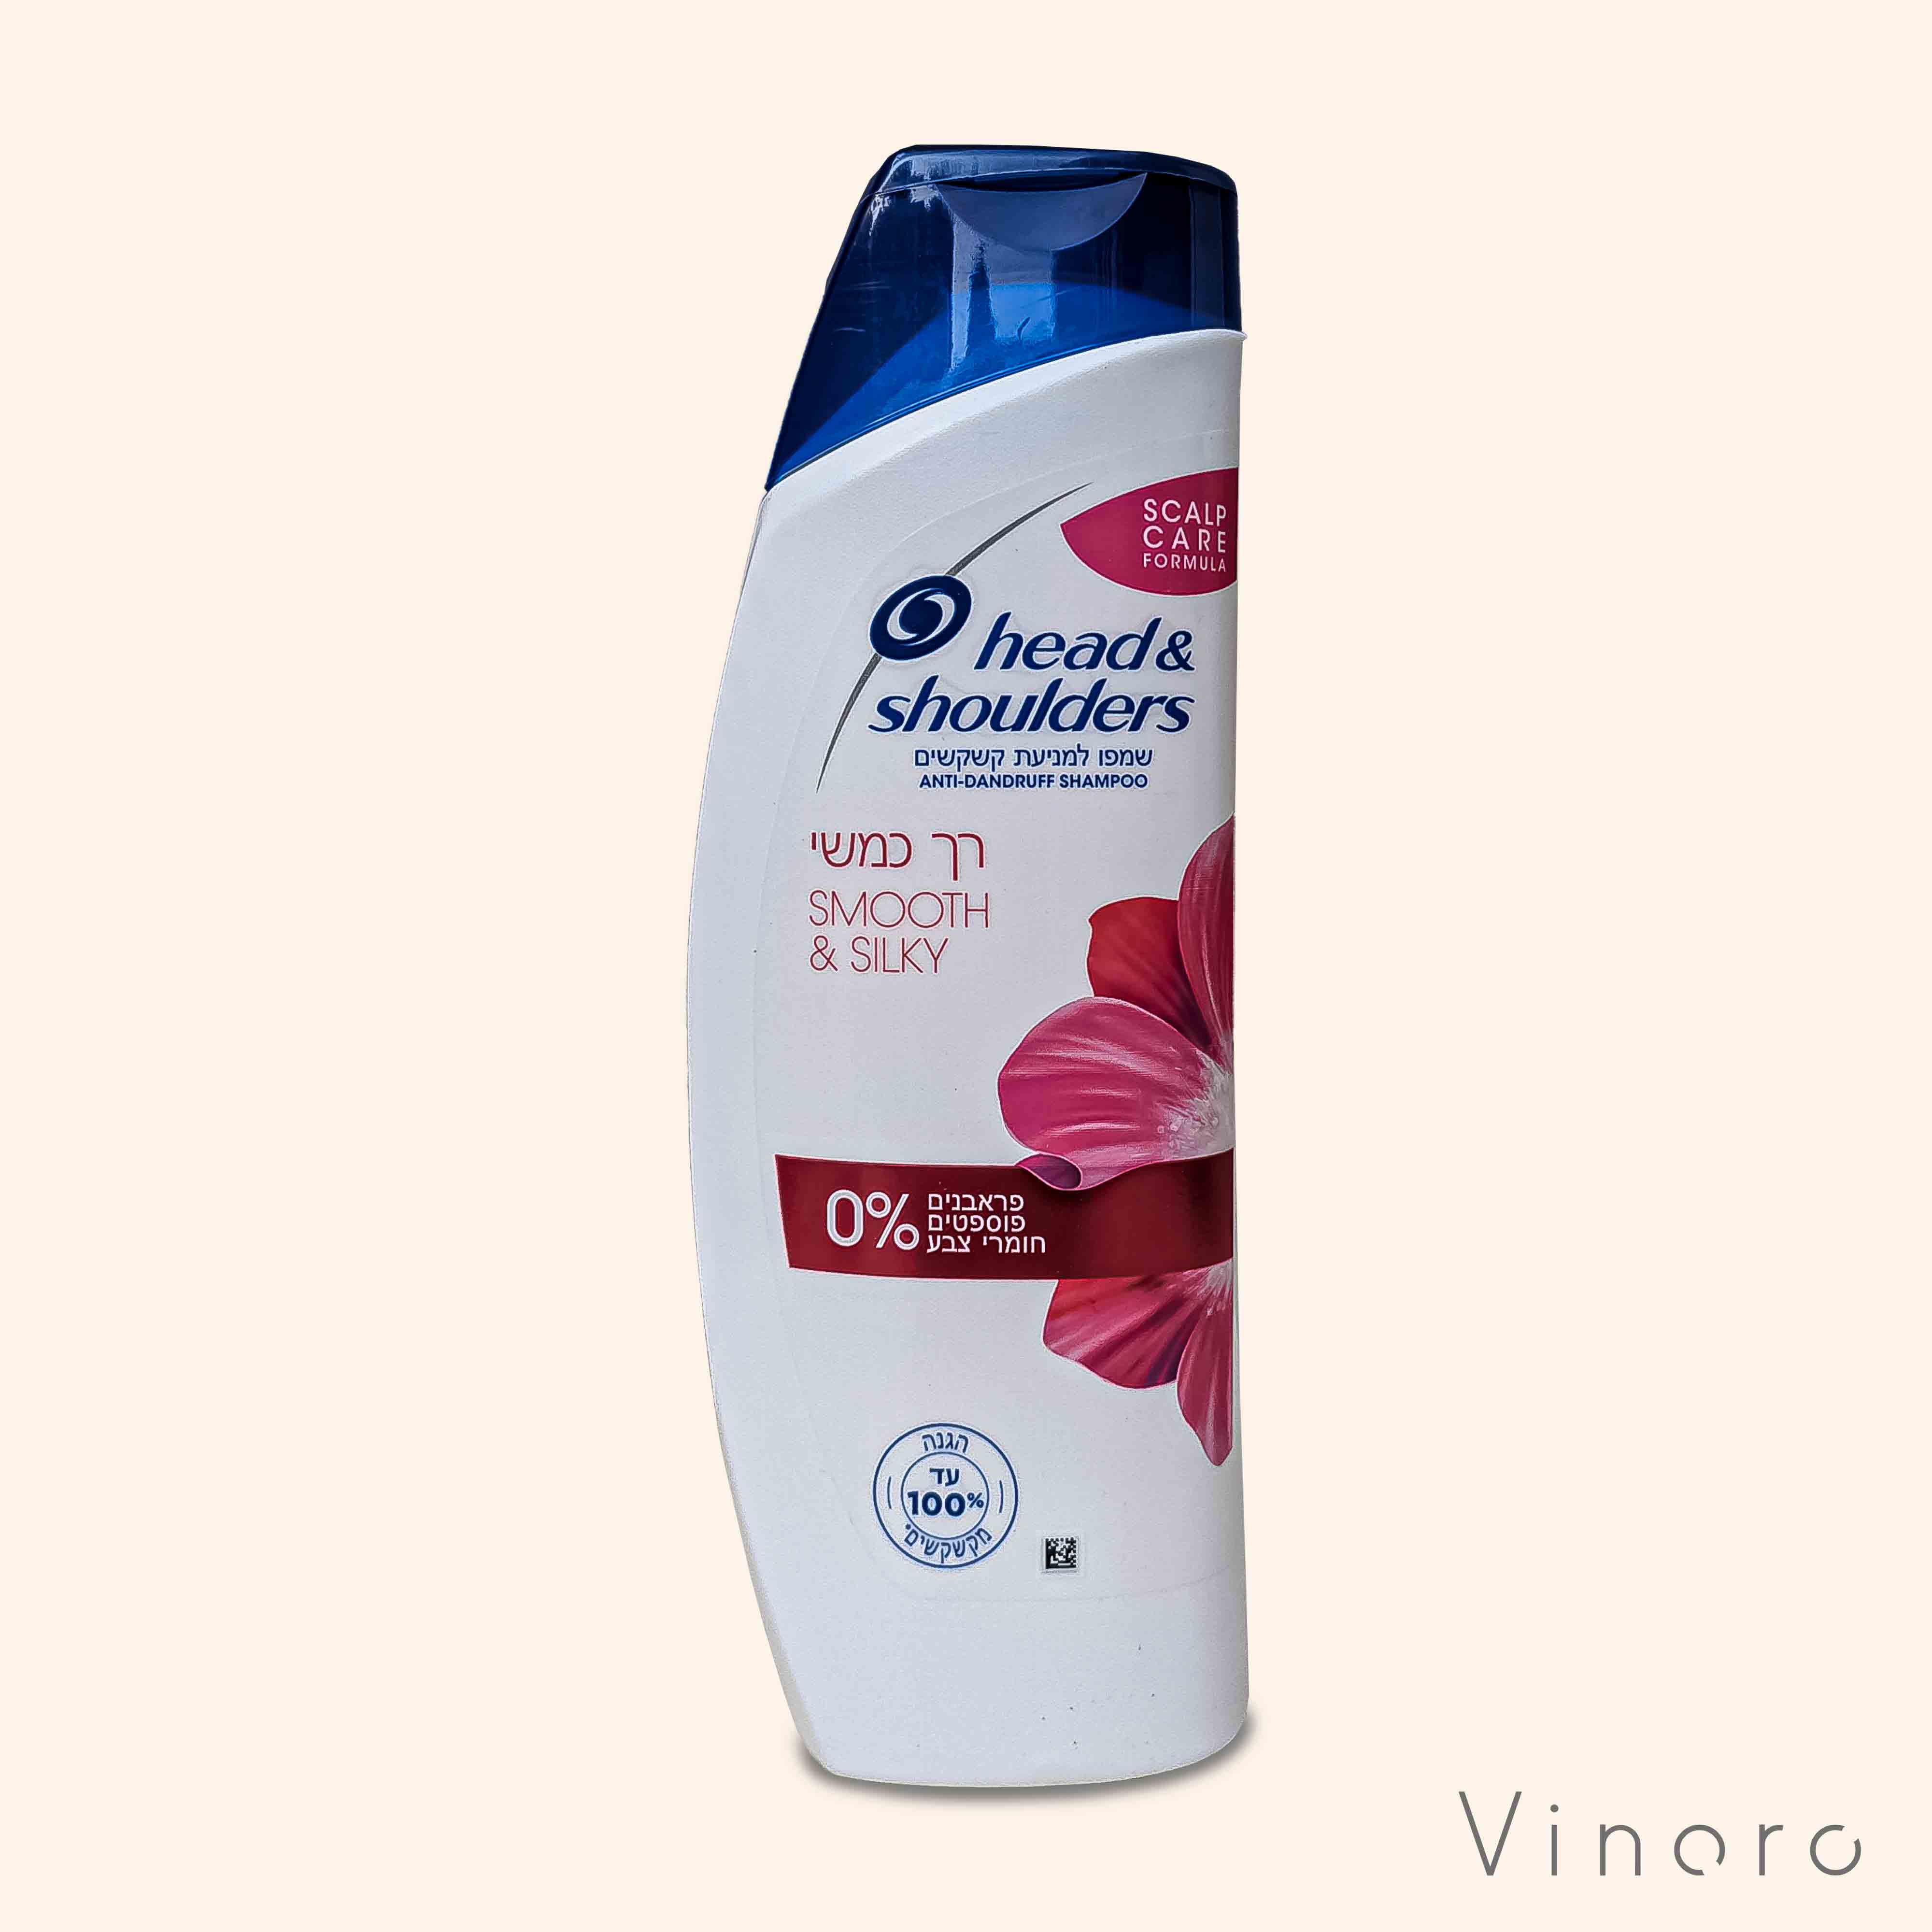 SCALP
CARE
FORMULA
head &
shoulders
שמפו למניעת קשקשים
ANTI-DANDRUFF SHAMPOO
רך כמשי
SMOOTH
& SILKY
0% פראבנים
פוספטים
חומרי צבע
הגנה
עד
100%
מקשקשים*
Vinoro